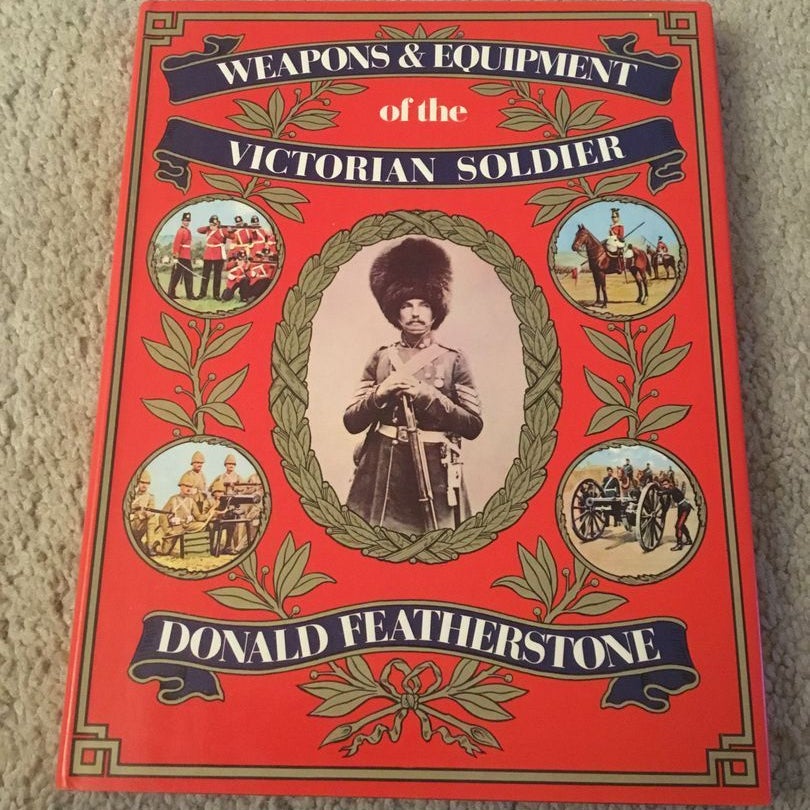 WEAPONS & EQUIPMENT
of the
VICTORIAN SOLDIER
DONALD FEATHERSTONE